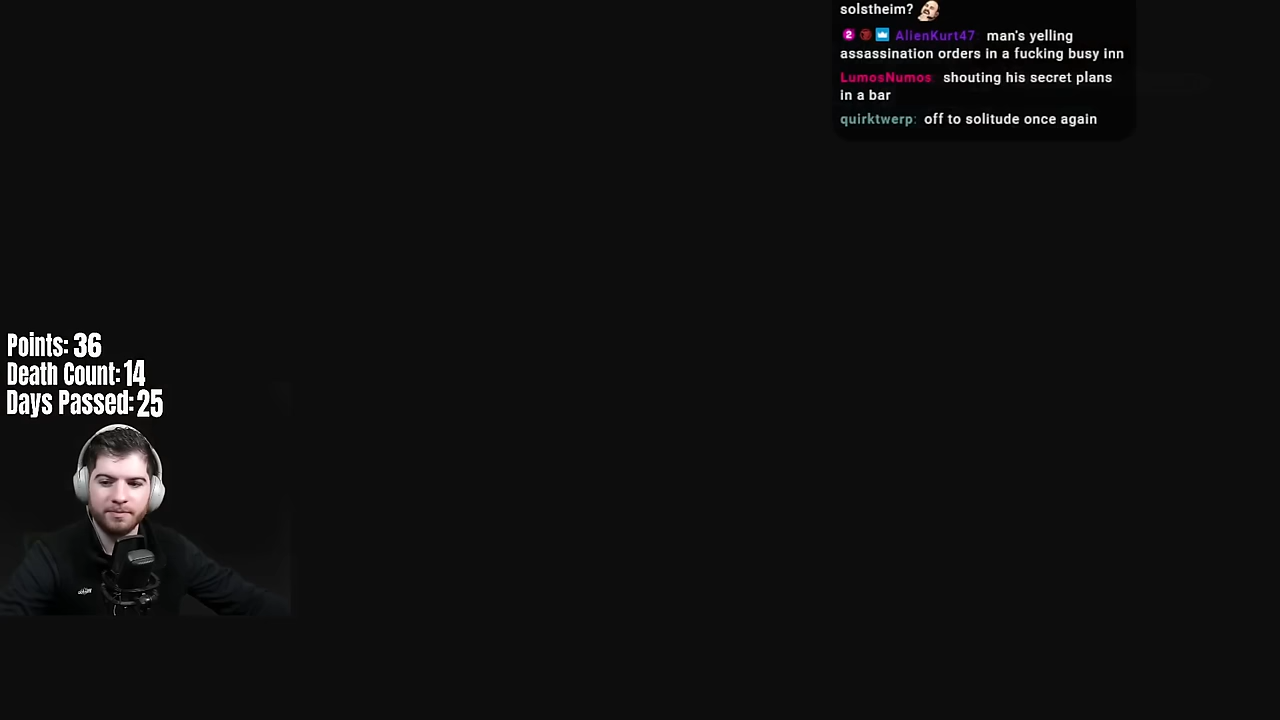 solstheim?
AlienKurt47 man's yelling
assassination orders in a fucking busy inn
LumosNumos shouting his secret plans
in a bar
quirktwerp: off to solitude once again
Points: 36
Death Count: 14
Days Passed: 25